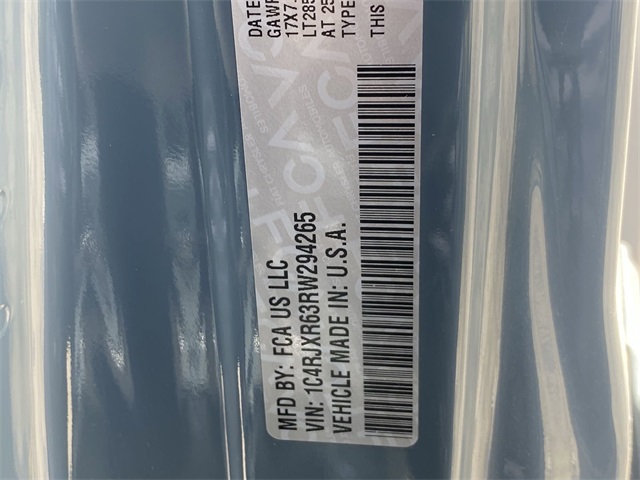 DATE
GAWR
17X7.
LT285
AT 25
TYPE
THIS
MFD BY: FCA US LLC
VIN: 1C4RJXR63RW294265
VEHICLE MADE IN: U.S.A.